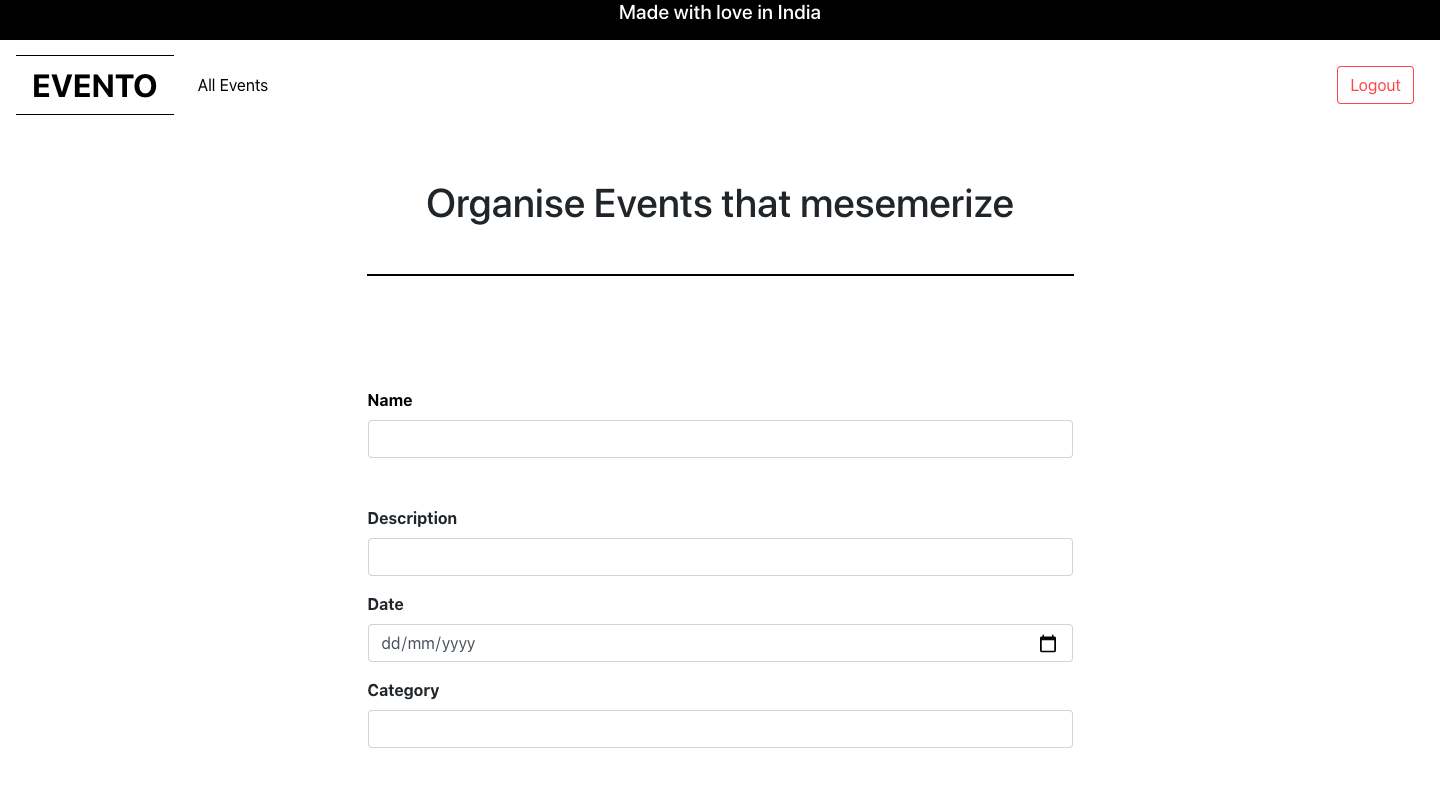 Made with love in India
EVENTO
All Events
Logout
Organise Events that mesemerize
Name
Description
Date
dd/mm/yyyy
Category